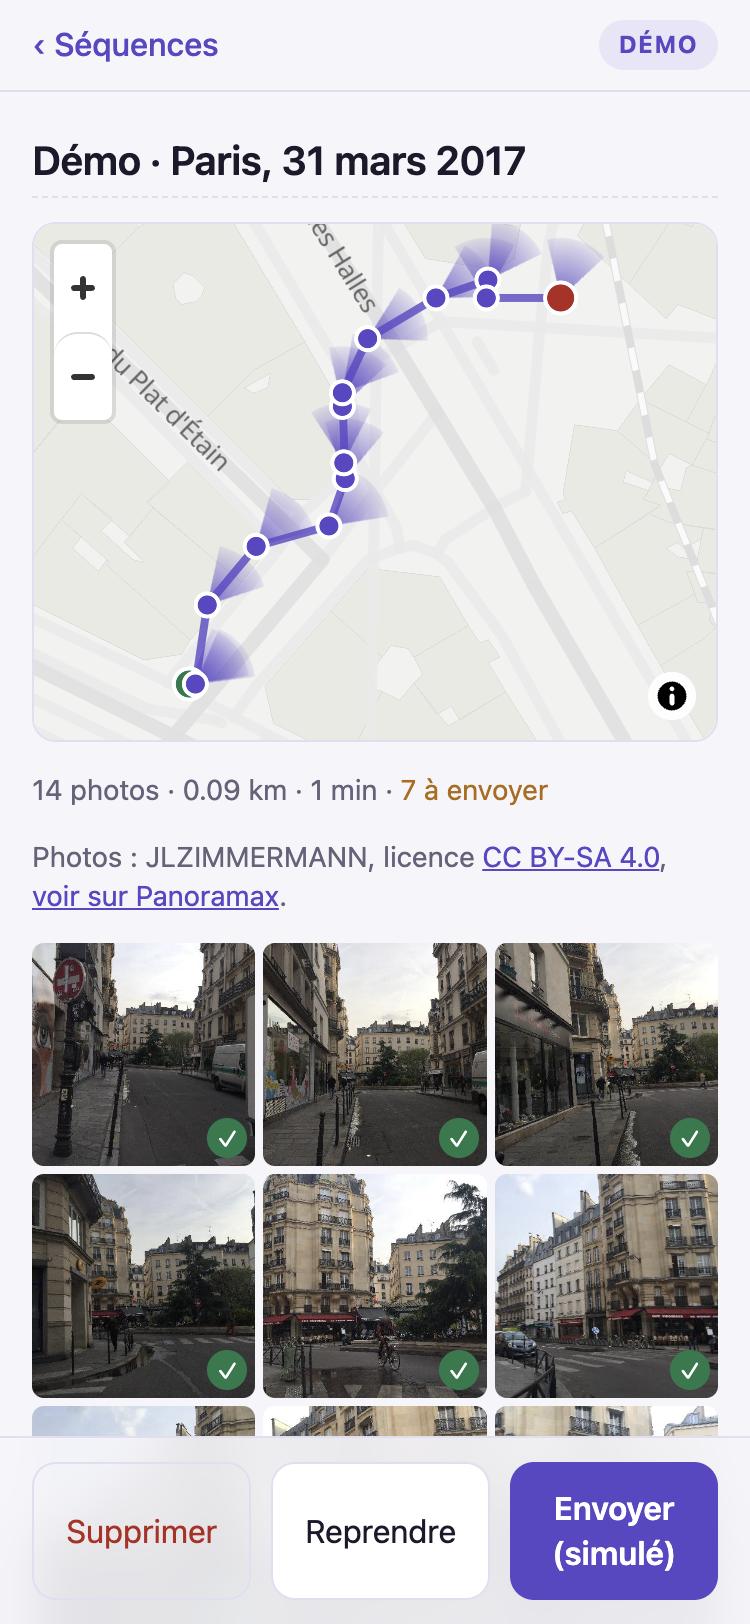 ‹ Séquences
DÉMO
Démo · Paris, 31 mars 2017
+
es Halles
−
du Plat d'Étain
14 photos · 0.09 km · 1 min · 7 à envoyer
Photos : JLZIMMERMANN, licence CC BY-SA 4.0,
voir sur Panoramax.
Supprimer
Reprendre
Envoyer
(simulé)